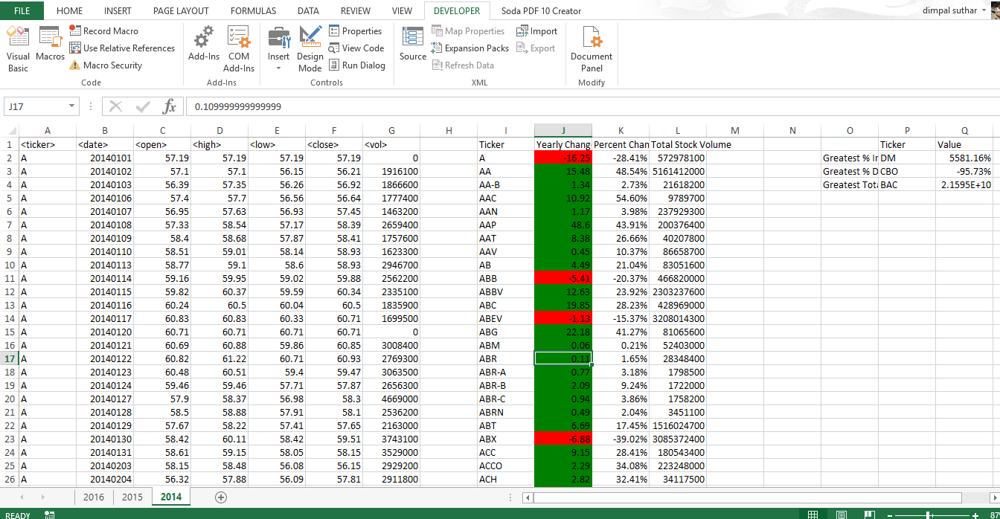 FILE HOME INSERT PAGE LAYOUT FORMULAS DATA REVIEW VIEW DEVELOPER Soda PDF 10 Creator dimpal suthar
Visual Basic
Macros
Record Macro
Use Relative References
Macro Security
Code
Add-Ins
COM Add-Ins
Add-Ins
Insert
Design Mode
Properties
View Code
Run Dialog
Controls
Source
Map Properties
Expansion Packs
Refresh Data
Import
Export
XML
Document Panel
Modify
J17 fx 0.109999999999999
A B C D E F G H I J K L M N O P Q
1 <ticker> <date> <open> <high> <low> <close> <vol> Ticker Yearly Chang Percent Chan Total Stock Volume Ticker Value
2 A 20140101 57.19 57.19 57.19 57.19 0 A -16.25 -28.41% 572978100 Greatest % Ir DM 5581.16%
3 A 20140102 57.1 57.1 56.15 56.21 1916100 AA 15.48 48.54% 5161412000 Greatest % D CBO -95.73%
4 A 20140103 56.39 57.35 56.26 56.92 1866600 AA-B 1.34 2.73% 21618200 Greatest Tota BAC 2.1595E+10
5 A 20140106 57.4 57.7 56.56 56.64 1777400 AAC 10.92 54.60% 9789700
6 A 20140107 56.95 57.63 56.93 57.45 1463200 AAN 1.17 3.98% 237929300
7 A 20140108 57.33 58.54 57.17 58.39 2659400 AAP 48.6 43.91% 200376400
8 A 20140109 58.4 58.68 57.87 58.41 1757600 AAT 8.38 26.66% 40207800
9 A 20140110 58.51 59.01 58.14 58.93 1623300 AAV 0.45 10.37% 86658700
10 A 20140113 58.77 59.1 58.6 58.93 2946700 AB 4.49 21.04% 83051600
11 A 20140114 59.16 59.95 59.02 59.88 2562200 ABB -5.41 -20.37% 466820000
12 A 20140115 59.82 60.37 59.59 60.34 2335100 ABBV 12.63 23.92% 2303237600
13 A 20140116 60.24 60.5 60.04 60.5 1835900 ABC 19.85 28.23% 428969000
14 A 20140117 60.83 60.83 60.33 60.71 1699500 ABEV -1.13 -15.37% 3208014300
15 A 20140120 60.71 60.71 60.71 60.71 0 ABG 22.18 41.27% 81065600
16 A 20140121 60.69 60.88 59.86 60.85 3008400 ABM 0.06 0.21% 52403000
17 A 20140122 60.82 61.22 60.71 60.93 2769300 ABR 0.11 1.65% 28348400
18 A 20140123 60.48 60.51 59.4 59.47 3063500 ABR-A 0.77 3.18% 1798500
19 A 20140124 59.46 59.46 57.71 57.87 2656300 ABR-B 2.09 9.24% 1722000
20 A 20140127 57.9 58.37 56.98 58.3 4669000 ABR-C 0.94 3.86% 1758200
21 A 20140128 58.5 58.88 57.91 58.1 2536200 ABRN 0.49 2.04% 3451100
22 A 20140129 57.67 58.22 57.41 57.65 2163000 ABT 6.69 17.45% 1516024700
23 A 20140130 58.42 60.11 58.42 59.51 3743100 ABX -6.88 -39.02% 3085372400
24 A 20140131 58.61 59.15 58.05 58.15 3529000 ACC 9.15 28.41% 180543400
25 A 20140203 58.15 58.48 56.08 56.15 2929200 ACCO 2.29 34.08% 223248000
26 A 20140204 56.32 57.88 56.09 57.81 2911800 ACH 2.82 32.41% 34117500
2016 2015 2014
READY